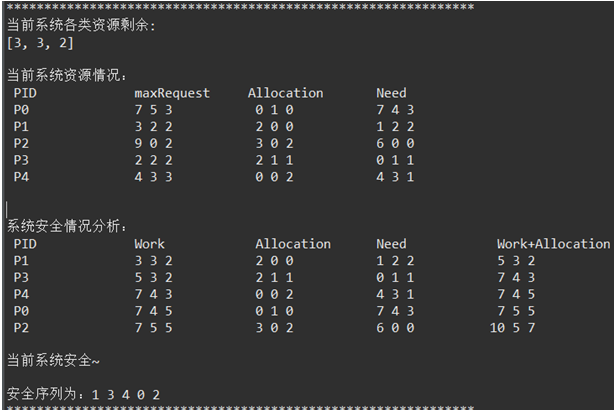 **************************************************************
当前系统各类资源剩余:
[3, 3, 2]
当前系统资源情况:
PID maxRequest Allocation Need
P0 7 5 3 0 1 0 7 4 3
P1 3 2 2 2 0 0 1 2 2
P2 9 0 2 3 0 2 6 0 0
P3 2 2 2 2 1 1 0 1 1
P4 4 3 3 0 0 2 4 3 1
系统安全情况分析:
PID Work Allocation Need Work+Allocation
P1 3 3 2 2 0 0 1 2 2 5 3 2
P3 5 3 2 2 1 1 0 1 1 7 4 3
P4 7 4 3 0 0 2 4 3 1 7 4 5
P0 7 4 5 0 1 0 7 4 3 7 5 5
P2 7 5 5 3 0 2 6 0 0 10 5 7
当前系统安全~
安全序列为：1 3 4 0 2
**************************************************************